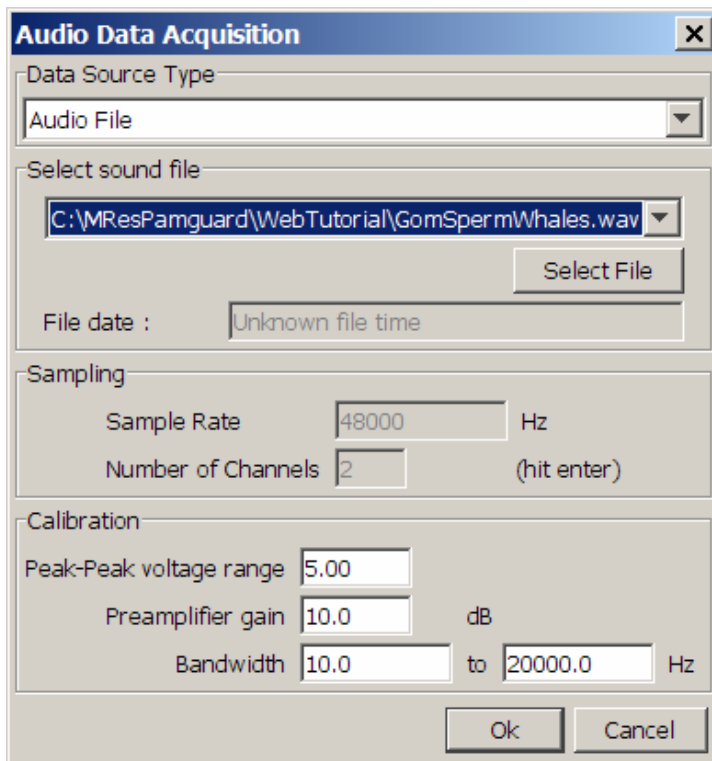 Audio Data Acquisition
Data Source Type
Audio File
Select sound file
C:\MResPamguard\WebTutorial\GomSpermWhales.wav
Select File
File date : Unknown file time
Sampling
Sample Rate 48000 Hz
Number of Channels 2 (hit enter)
Calibration
Peak-Peak voltage range 5.00
Preamplifier gain 10.0 dB
Bandwidth 10.0 to 20000.0 Hz
Ok Cancel